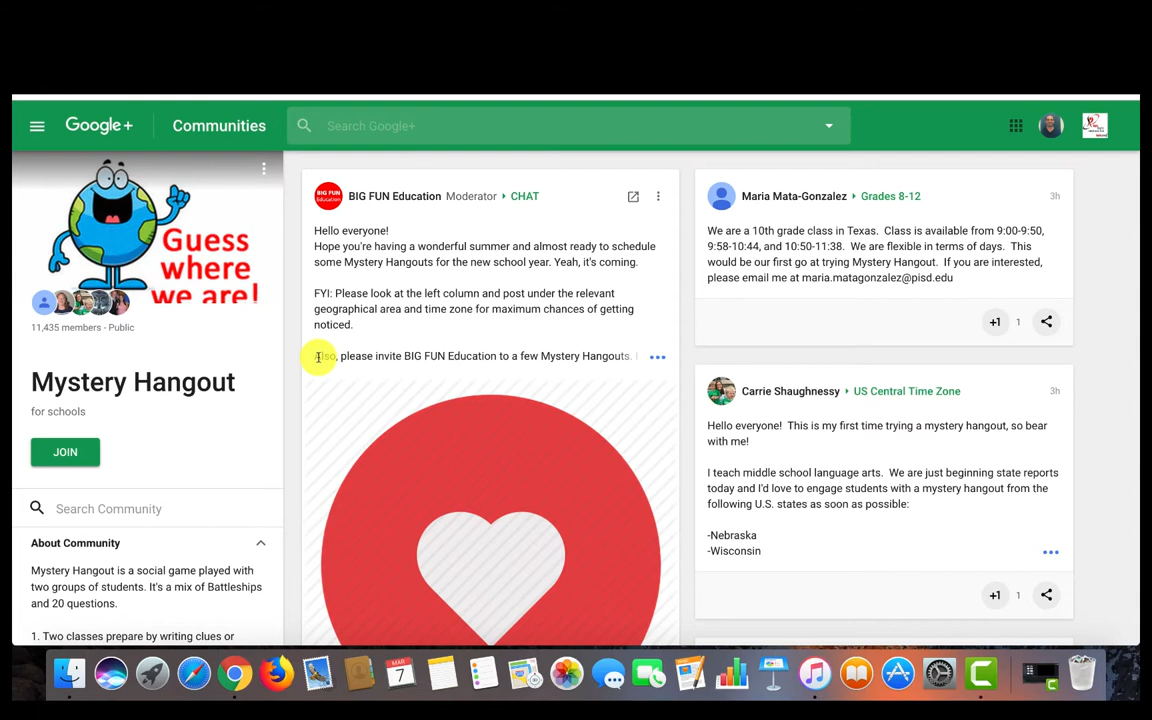 Google+
Communities
Search Google+
Guess
where
we are!
11,435 members - Public
Mystery Hangout
for schools
JOIN
Search Community
About Community
Mystery Hangout is a social game played with
two groups of students. It's a mix of Battleships
and 20 questions.
1. Two classes prepare by writing clues or
BIG FUN
Education
BIG FUN Education Moderator CHAT
Hello everyone!
Hope you're having a wonderful summer and almost ready to schedule
some Mystery Hangouts for the new school year. Yeah, it's coming.
FYI: Please look at the left column and post under the relevant
geographical area and time zone for maximum chances of getting
noticed.
Also, please invite BIG FUN Education to a few Mystery Hangouts.
Maria Mata-Gonzalez Grades 8-12
3h
We are a 10th grade class in Texas. Class is available from 9:00-9:50,
9:58-10:44, and 10:50-11:38. We are flexible in terms of days. This
would be our first go at trying Mystery Hangout. If you are interested,
please email me at maria.matagonzalez@pisd.edu
+1 1
Carrie Shaughnessy US Central Time Zone
3h
Hello everyone! This is my first time trying a mystery hangout, so bear
with me!
I teach middle school language arts. We are just beginning state reports
today and I'd love to engage students with a mystery hangout from the
following U.S. states as soon as possible:
-Nebraska
-Wisconsin
+1 1
MAR
7